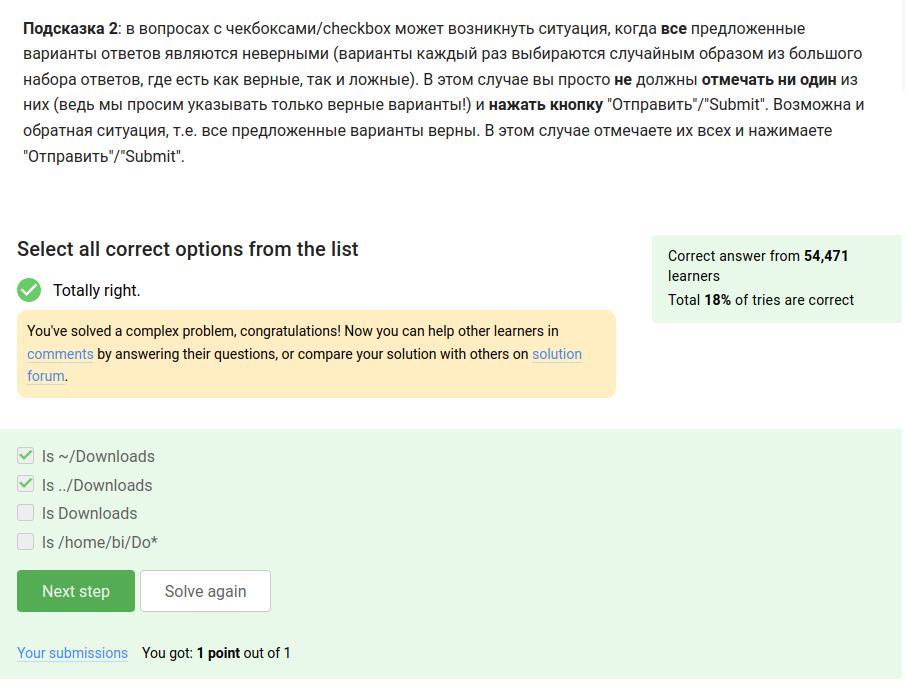 Подсказка 2: в вопросах с чекбоксами/checkbox может возникнуть ситуация, когда все предложенные
варианты ответов являются неверными (варианты каждый раз выбираются случайным образом из большого
набора ответов, где есть как верные, так и ложные). В этом случае вы просто не должны отмечать ни один из
них (ведь мы просим указывать только верные варианты!) и нажать кнопку "Отправить"/"Submit". Возможна и
обратная ситуация, т.е. все предложенные варианты верны. В этом случае отмечаете их всех и нажимаете
"Отправить"/"Submit".
Select all correct options from the list
Correct answer from 54,471
learners
Total 18% of tries are correct
Totally right.
You've solved a complex problem, congratulations! Now you can help other learners in
comments by answering their questions, or compare your solution with others on solution
forum.
ls ~/Downloads
ls ../Downloads
ls Downloads
ls /home/bi/Do*
Next step
Solve again
Your submissions You got: 1 point out of 1